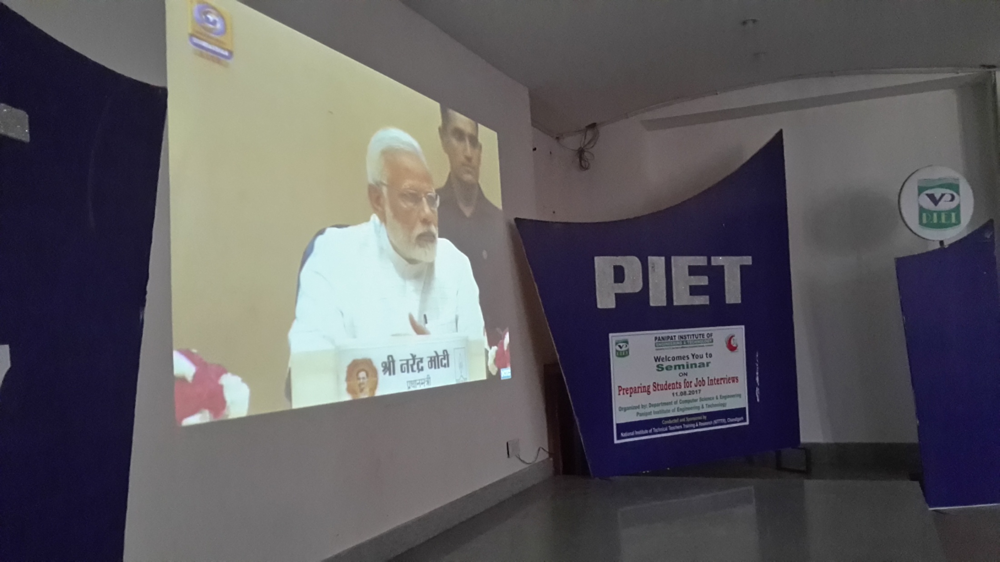 श्री नरेंद्र मोदी
प्रधानमंत्री
PIET
VP
P.I.E.T
PANIPAT INSTITUTE OF
ENGINEERING & TECHNOLOGY
Welcomes You to
Seminar
ON
Preparing Students for Job Interviews
11.08.2017
Organized by: Department of Computer Science & Engineering
Panipat Institute of Engineering & Technology
Conducted and Sponsored by
National Institute of Technical Teachers Training & Research (NITTTR), Chandigarh